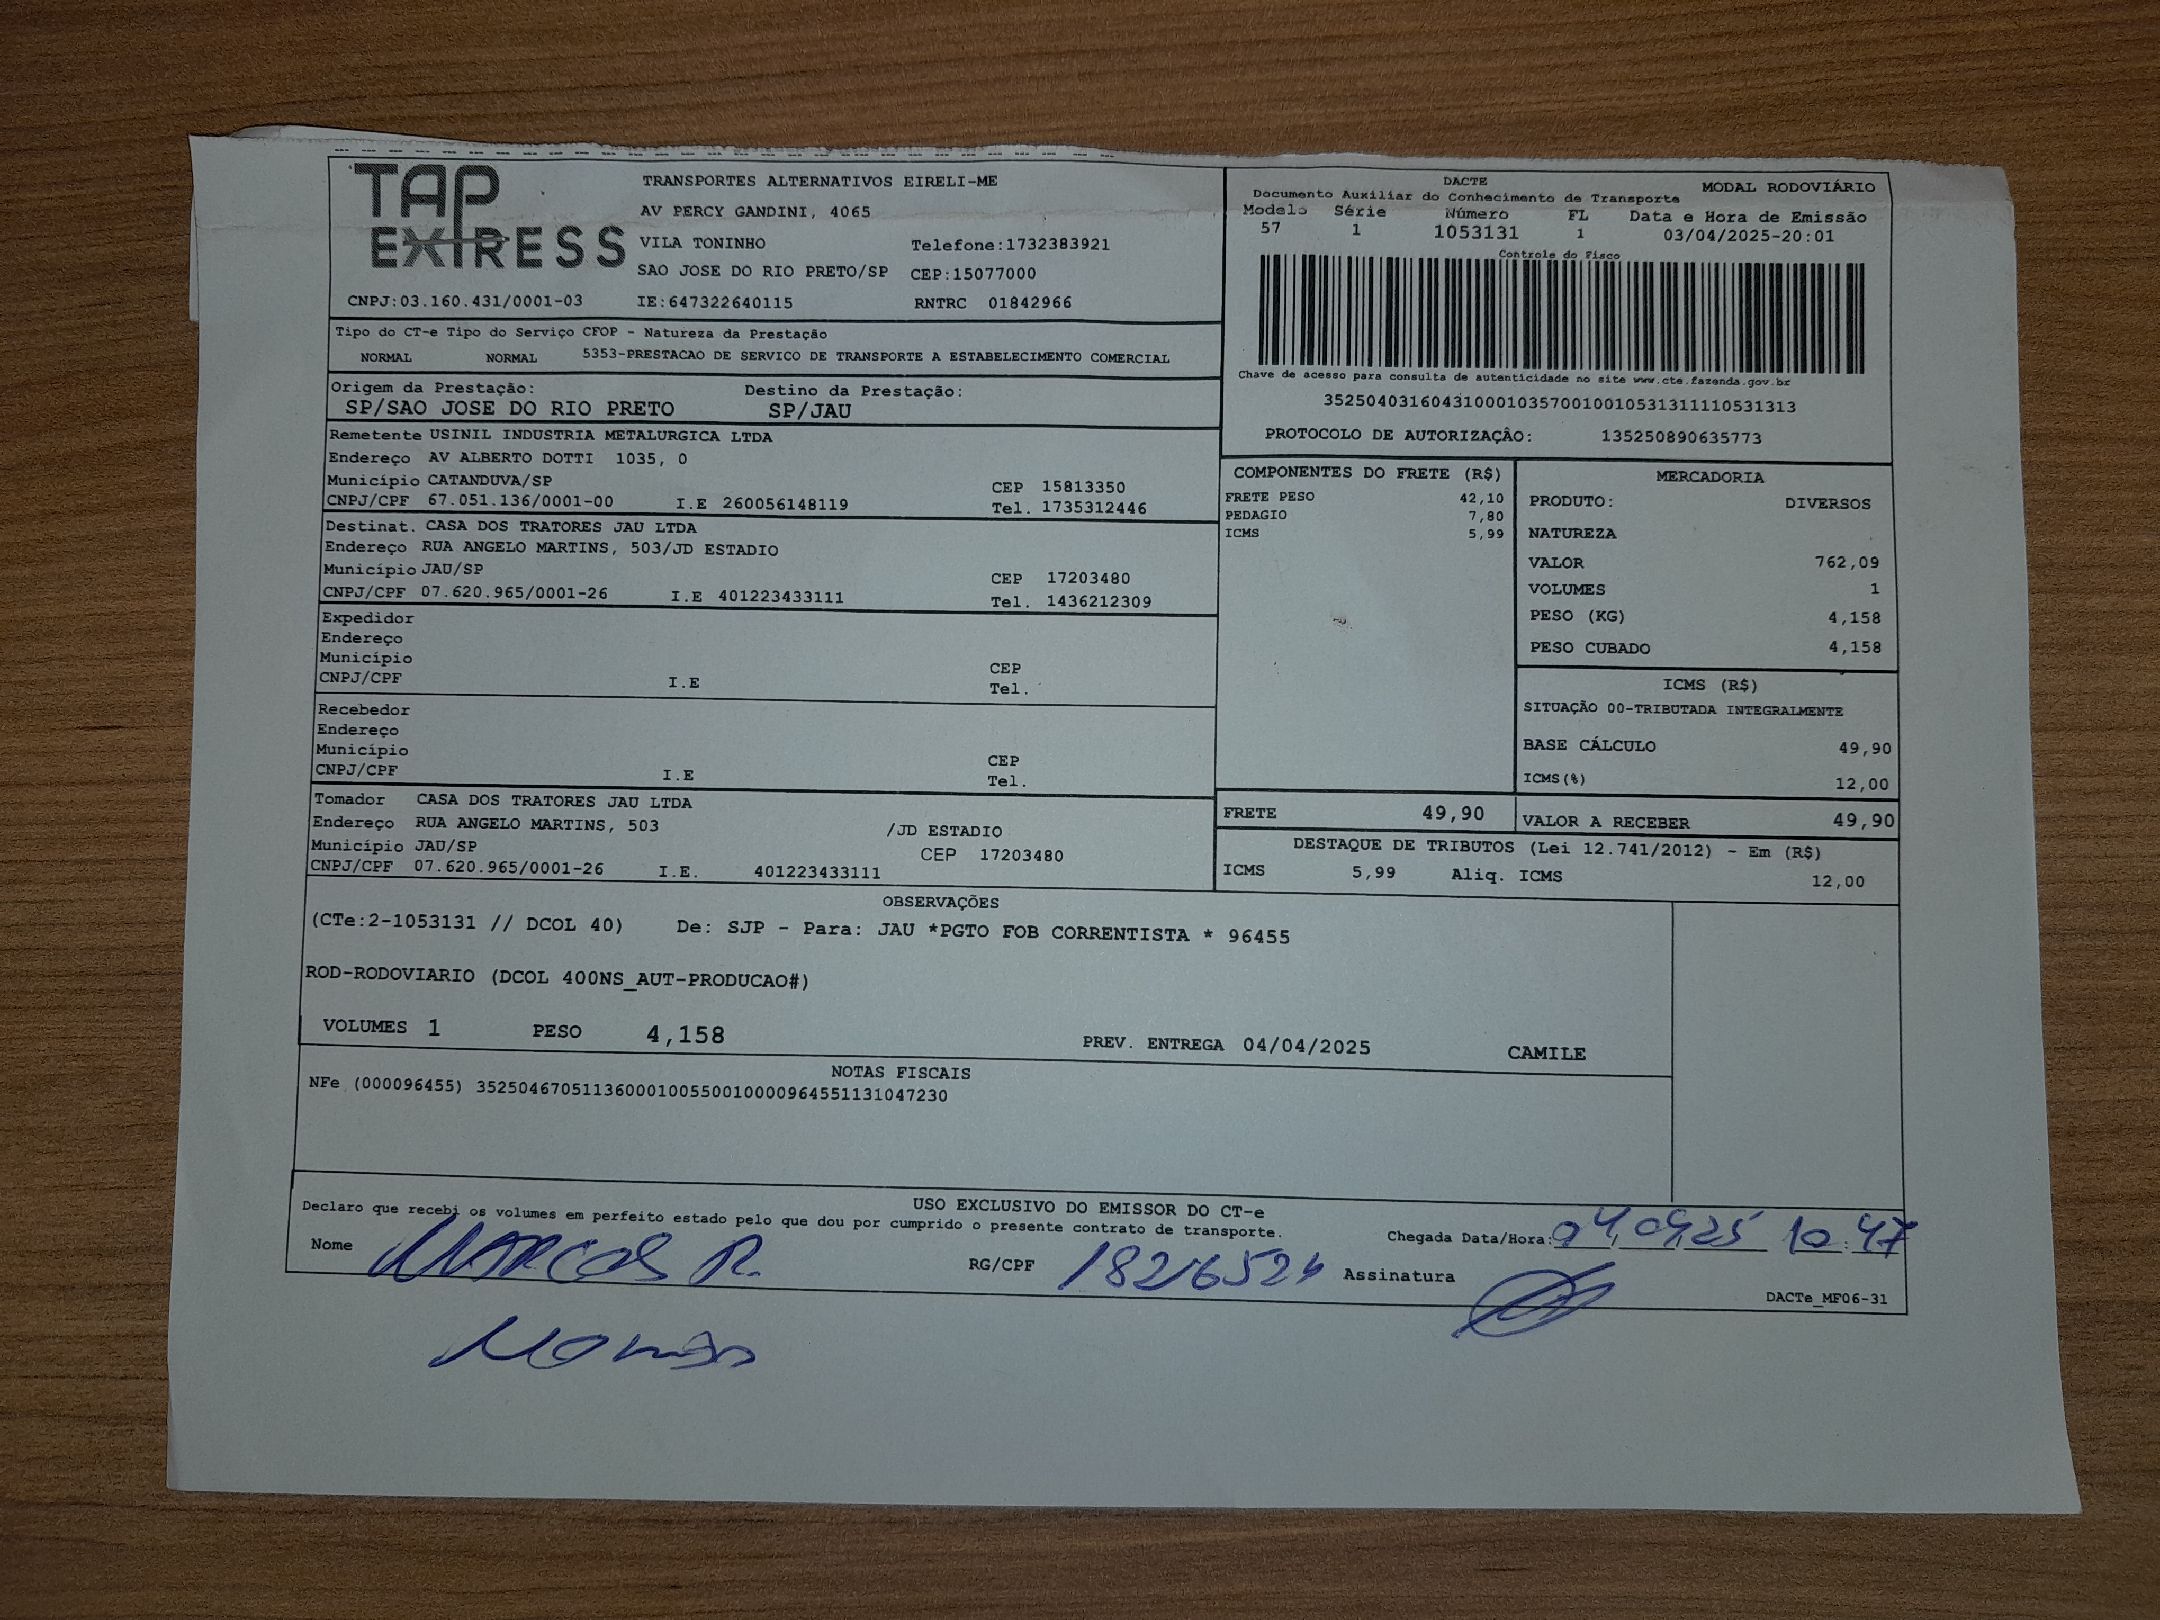 TAP EXPRESS
TRANSPORTES ALTERNATIVOS EIRELI-ME
AV PERCY GANDINI, 4065
VILA TONINHO Telefone:1732383921
SAO JOSE DO RIO PRETO/SP CEP:15077000
CNPJ:03.160.431/0001-03 IE:647322640115 RNTRC 01842966
DACTE MODAL RODOVIÁRIO
Documento Auxiliar do Conhecimento de Transporte
Modelo Série Número FL Data e Hora de Emissão
57 1 1053131 1 03/04/2025-20:01
Controle do Fisco
Chave de acesso para consulta de autenticidade no site www.cte.fazenda.gov.br
35250403160431000103570010010531311110531313
PROTOCOLO DE AUTORIZAÇÃO: 135250890635773
Tipo do CT-e Tipo do Serviço CFOP - Natureza da Prestação
NORMAL NORMAL 5353-PRESTACAO DE SERVICO DE TRANSPORTE A ESTABELECIMENTO COMERCIAL
Origem da Prestação: Destino da Prestação:
SP/SAO JOSE DO RIO PRETO SP/JAU
Remetente USINIL INDUSTRIA METALURGICA LTDA
Endereço AV ALBERTO DOTTI 1035, 0
Município CATANDUVA/SP CEP 15813350
CNPJ/CPF 67.051.136/0001-00 I.E 260056148119 Tel. 1735312446
Destinat. CASA DOS TRATORES JAU LTDA
Endereço RUA ANGELO MARTINS, 503/JD ESTADIO
Município JAU/SP CEP 17203480
CNPJ/CPF 07.620.965/0001-26 I.E 401223433111 Tel. 1436212309
Expedidor
Endereço
Município CEP
CNPJ/CPF I.E Tel.
Recebedor
Endereço
Município CEP
CNPJ/CPF I.E Tel.
Tomador CASA DOS TRATORES JAU LTDA
Endereço RUA ANGELO MARTINS, 503 /JD ESTADIO
Município JAU/SP CEP 17203480
CNPJ/CPF 07.620.965/0001-26 I.E. 401223433111
COMPONENTES DO FRETE (R$)
FRETE PESO 42,10
PEDAGIO 7,80
ICMS 5,99
MERCADORIA
PRODUTO: DIVERSOS
NATUREZA
VALOR 762,09
VOLUMES 1
PESO (KG) 4,158
PESO CUBADO 4,158
ICMS (R$)
SITUAÇÃO 00-TRIBUTADA INTEGRALMENTE
BASE CÁLCULO 49,90
ICMS(%) 12,00
FRETE 49,90 VALOR A RECEBER 49,90
DESTAQUE DE TRIBUTOS (Lei 12.741/2012) - Em (R$)
ICMS 5,99 Aliq. ICMS 12,00
OBSERVAÇÕES
(CTe:2-1053131 // DCOL 40) De: SJP - Para: JAU *PGTO FOB CORRENTISTA * 96455
ROD-RODOVIARIO (DCOL 400NS_AUT-PRODUCAO#)
VOLUMES 1 PESO 4,158 PREV. ENTREGA 04/04/2025 CAMILE
NOTAS FISCAIS
NFe (000096455) 35250467051136000100550010000964551131047230
USO EXCLUSIVO DO EMISSOR DO CT-e
Declaro que recebi os volumes em perfeito estado pelo que dou por cumprido o presente contrato de transporte.
Chegada Data/Hora: 04,04,25 10:47
Nome MARCOS R. RG/CPF Assinatura
DACTe_MF06-31